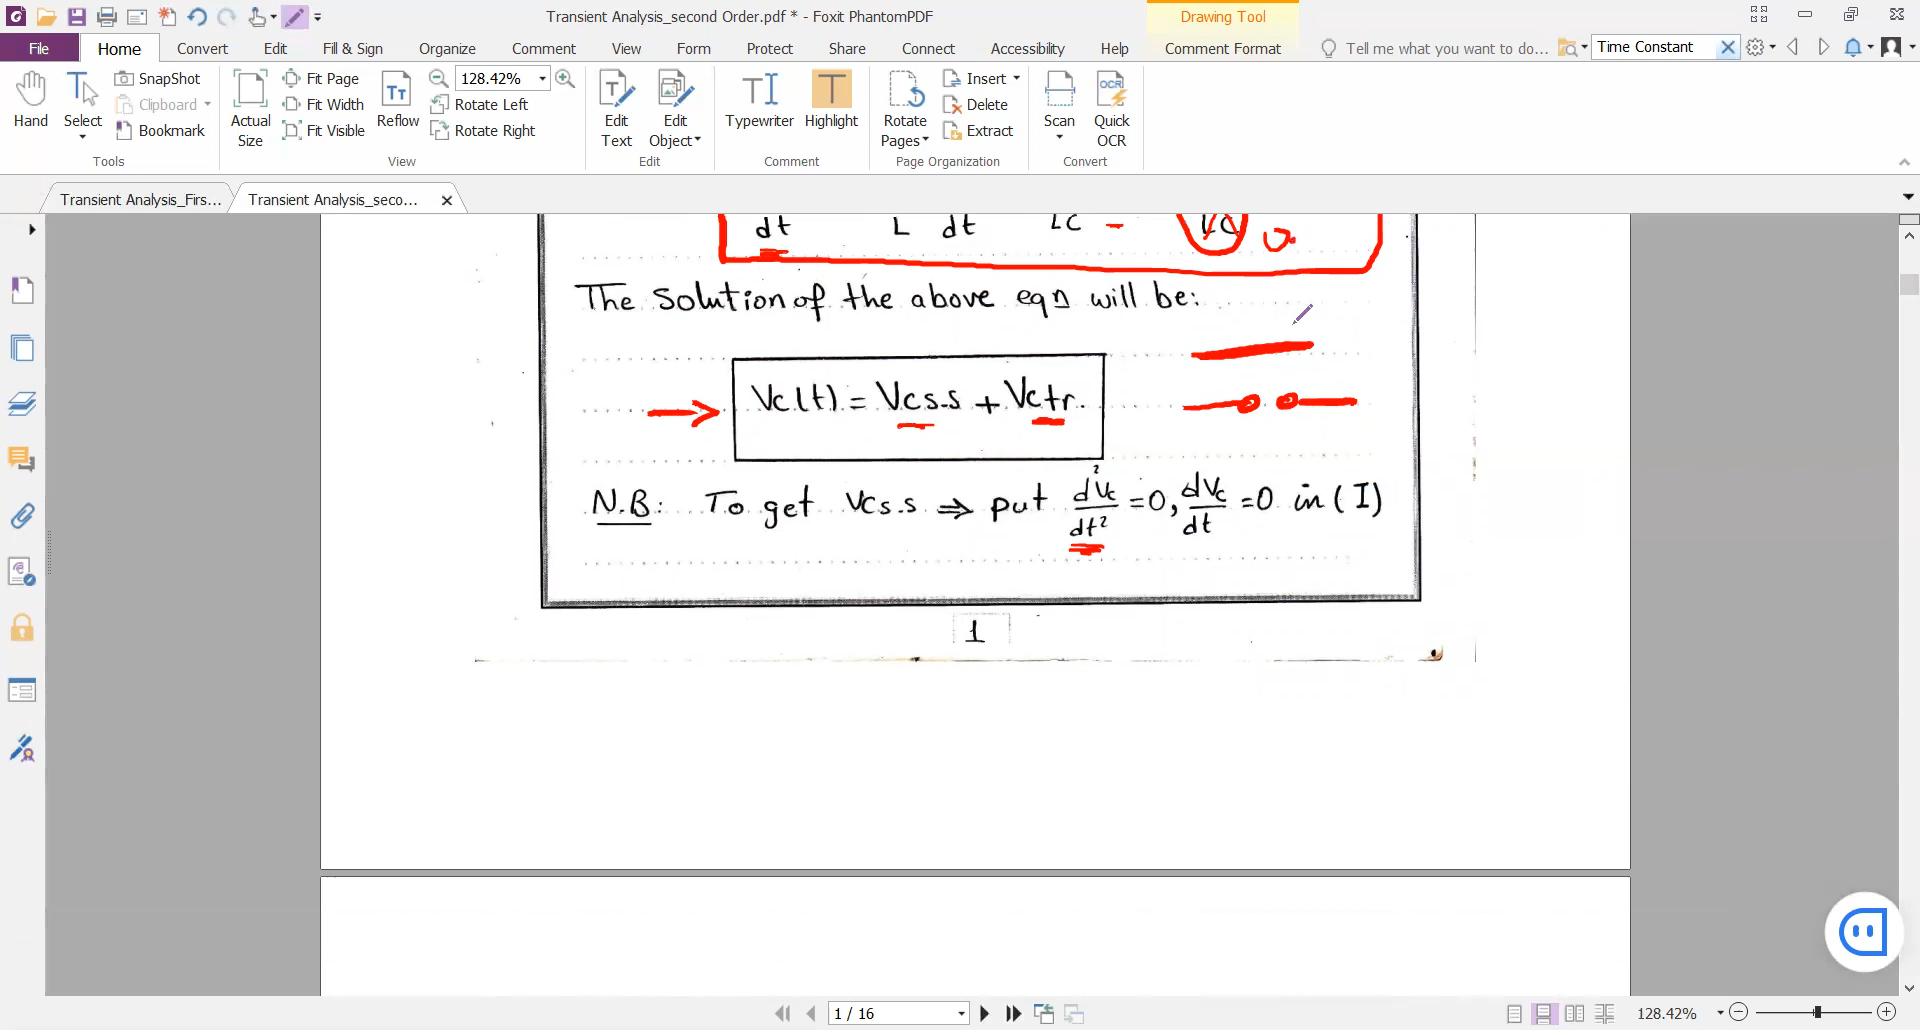 Transient Analysis_second Order.pdf * - Foxit PhantomPDF
Drawing Tool
File Home Convert Edit Fill & Sign Organize Comment View Form Protect Share Connect Accessibility Help Comment Format Tell me what you want to do... Time Constant
Hand
Select
SnapShot
Clipboard
Bookmark
Tools
Actual Size
Fit Page
Fit Width
Fit Visible
Reflow
128.42%
Rotate Left
Rotate Right
View
Edit Text
Edit Object
Edit
Typewriter
Highlight
Comment
Rotate Pages
Insert
Delete
Extract
Page Organization
Scan
Quick OCR
Convert
Transient Analysis_Firs... Transient Analysis_seco...
dt L dt LC LC
The solution of the above eqn will be:
Vc(t) = Vcs.s + Vctr.
N.B: To get Vcs.s ⇒ put d²Vc/dt² = 0, dVc/dt = 0 in (I)
1
1 / 16
128.42%